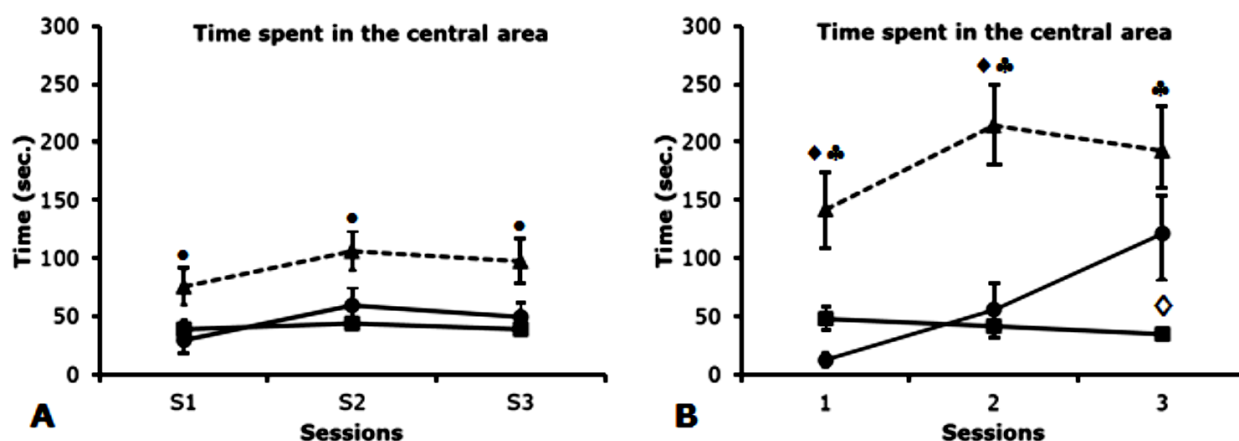 Time spent in the central area
300
250
200
150
100
50
0
Time (sec.)
S1 S2 S3
Sessions
A
Time spent in the central area
300
250
200
150
100
50
0
Time (sec.)
1 2 3
Sessions
B